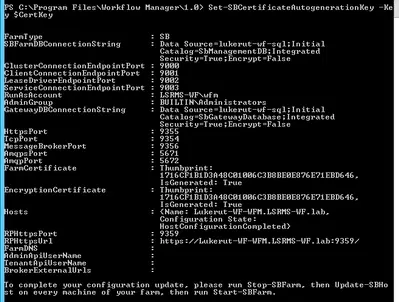 PS C:\Program Files\Workflow Manager\1.0> Set-SBCertificateAutogenerationKey -Ke
y $CertKey
FarmType : SB
SBFarmDBConnectionString : Data Source=lukerut-wf-sql;Initial
Catalog=SbManagementDB;Integrated
Security=True;Encrypt=False
ClusterConnectionEndpointPort : 9000
ClientConnectionEndpointPort : 9001
LeaseDriverEndpointPort : 9002
ServiceConnectionEndpointPort : 9003
RunAsAccount : LSRMS-WF\wfm
AdminGroup : BUILTIN\Administrators
GatewayDBConnectionString : Data Source=lukerut-wf-sql;Initial
Catalog=SbGatewayDatabase;Integrated
Security=True;Encrypt=False
HttpsPort : 9355
TcpPort : 9354
MessageBrokerPort : 9356
AmqpsPort : 5671
AmqpPort : 5672
FarmCertificate : Thumbprint:
1716CF1B1D3A48C01006C3B8BE0E876E71EBD646,
IsGenerated: True
EncryptionCertificate : Thumbprint:
1716CF1B1D3A48C01006C3B8BE0E876E71EBD646,
IsGenerated: True
Hosts : {Name: Lukerut-WF-WFM.LSRMS-WF.lab,
Configuration State:
HostConfigurationCompleted}
RPHttpsPort : 9359
RPHttpsUrl : https://Lukerut-WF-WFM.LSRMS-WF.lab:9359/
FarmDNS :
AdminApiUserName :
TenantApiUserName :
BrokerExternalUrls :
To complete your configuration update, please run Stop-SBFarm, then Update-SBHo
st on every machine of your farm, then run Start-SBFarm.